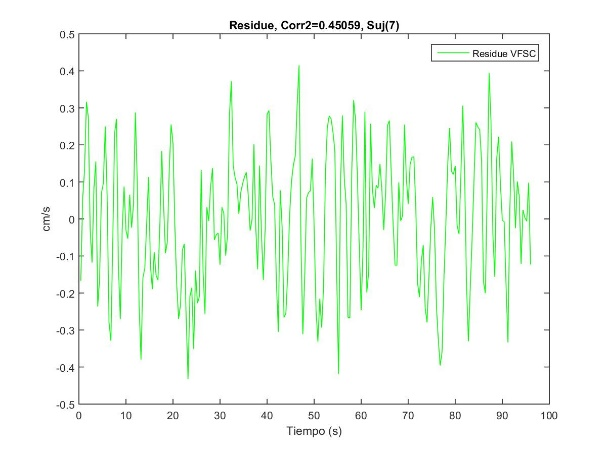 Residue, Corr2=0.45059, Suj(7)
Residue VFSC
cm/s
0.5
0.4
0.3
0.2
0.1
0
-0.1
-0.2
-0.3
-0.4
-0.5
0 10 20 30 40 50 60 70 80 90 100
Tiempo (s)